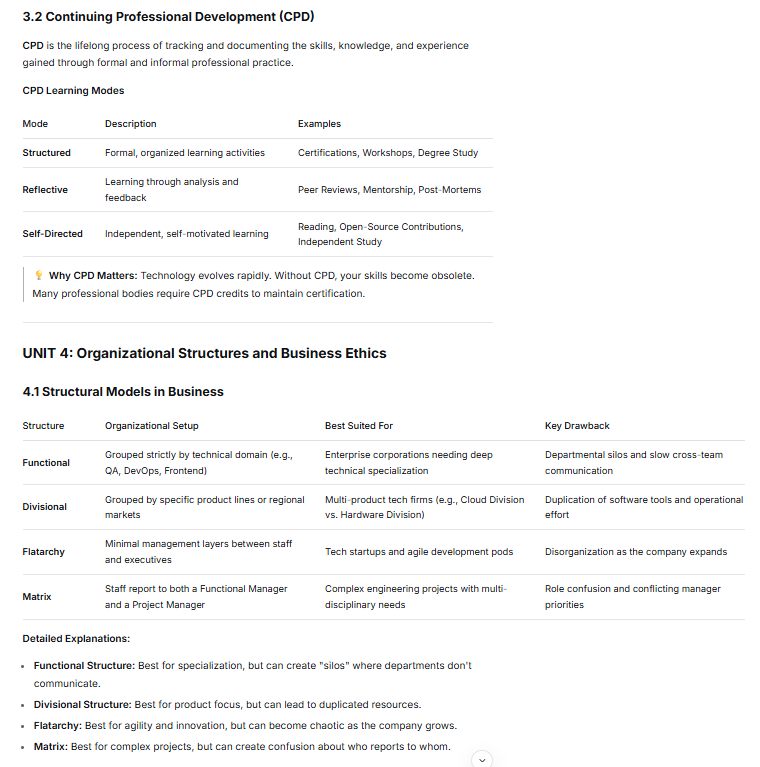 3.2 Continuing Professional Development (CPD)
CPD is the lifelong process of tracking and documenting the skills, knowledge, and experience
gained through formal and informal professional practice.
CPD Learning Modes
Mode Description Examples
Structured Formal, organized learning activities Certifications, Workshops, Degree Study
Reflective Learning through analysis and feedback Peer Reviews, Mentorship, Post-Mortems
Self-Directed Independent, self-motivated learning Reading, Open-Source Contributions, Independent Study
💡 Why CPD Matters: Technology evolves rapidly. Without CPD, your skills become obsolete.
Many professional bodies require CPD credits to maintain certification.
UNIT 4: Organizational Structures and Business Ethics
4.1 Structural Models in Business
Structure Organizational Setup Best Suited For Key Drawback
Functional Grouped strictly by technical domain (e.g., QA, DevOps, Frontend) Enterprise corporations needing deep technical specialization Departmental silos and slow cross-team communication
Divisional Grouped by specific product lines or regional markets Multi-product tech firms (e.g., Cloud Division vs. Hardware Division) Duplication of software tools and operational effort
Flatarchy Minimal management layers between staff and executives Tech startups and agile development pods Disorganization as the company expands
Matrix Staff report to both a Functional Manager and a Project Manager Complex engineering projects with multi-disciplinary needs Role confusion and conflicting manager priorities
Detailed Explanations:
• Functional Structure: Best for specialization, but can create "silos" where departments don't
communicate.
• Divisional Structure: Best for product focus, but can lead to duplicated resources.
• Flatarchy: Best for agility and innovation, but can become chaotic as the company grows.
• Matrix: Best for complex projects, but can create confusion about who reports to whom.